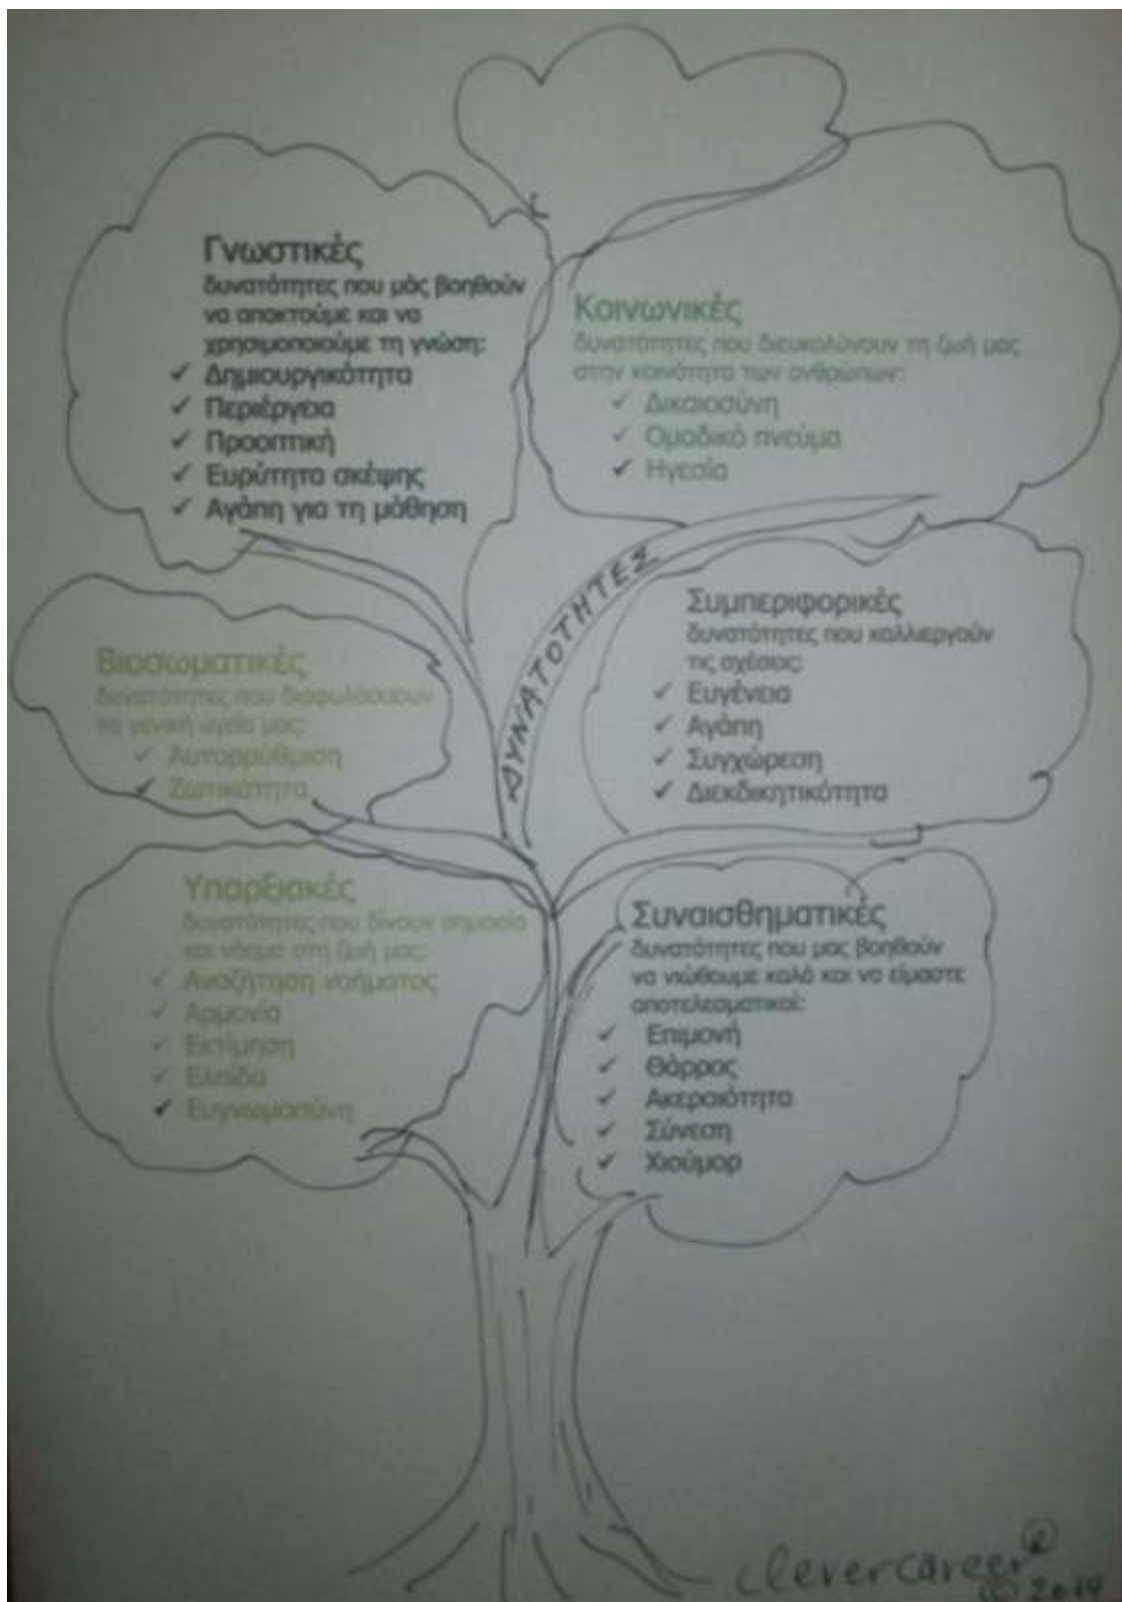 Γνωστικές
δυνατότητες που μάς βοηθούν
να αποκτούμε και να
χρησιμοποιούμε τη γνώση:
✓ Δημιουργικότητα
✓ Περιέργεια
✓ Προοπτική
✓ Ευρύτητα σκέψης
✓ Αγάπη για τη μάθηση
Κοινωνικές
δυνατότητες που διευκολύνουν τη ζωή μας
στην κοινότητα των ανθρώπων:
✓ Δικαιοσύνη
✓ Ομαδικό πνεύμα
✓ Ηγεσία
ΔΥΝΑΤΟΤΗΤΕΣ
Βιοσωματικές
δυνατότητες που διαφυλάσσουν
τη γενική υγεία μας:
✓ Αυτορρύθμιση
✓ Ζωτικότητα
Συμπεριφορικές
δυνατότητες που καλλιεργούν
τις σχέσεις:
✓ Ευγένεια
✓ Αγάπη
✓ Συγχώρεση
✓ Διεκδικητικότητα
Υπαρξιακές
δυνατότητες που δίνουν σημασία
και νόημα στη ζωή μας:
✓ Αναζήτηση νοήματος
✓ Αρμονία
✓ Εκτίμηση
✓ Ελπίδα
✓ Ευγνωμοσύνη
Συναισθηματικές
δυνατότητες που μας βοηθούν
να νιώθουμε καλά και να είμαστε
αποτελεσματικοί:
✓ Επιμονή
✓ Θάρρος
✓ Ακεραιότητα
✓ Σύνεση
✓ Χιούμορ
clevercareer®
© 2014